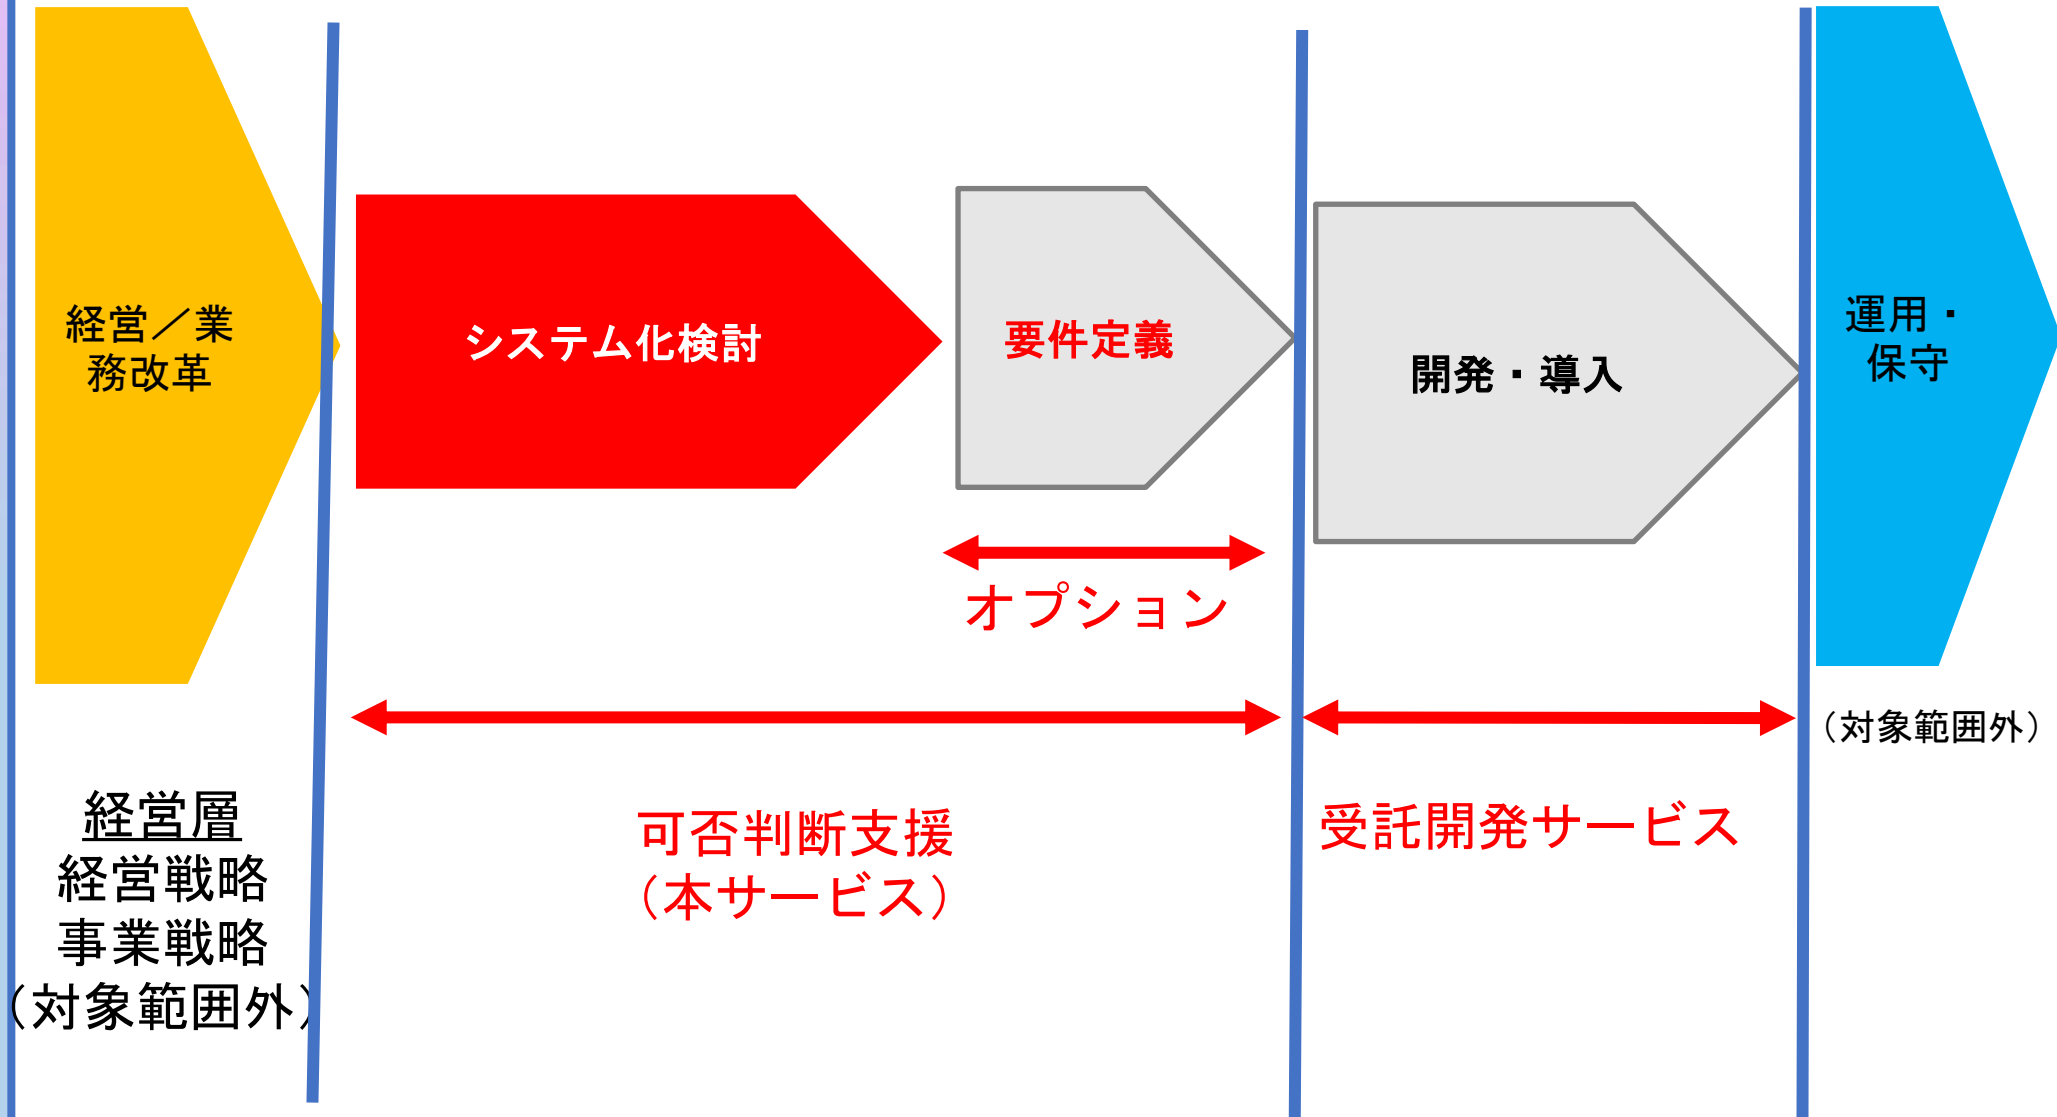 経営／業
務改革
システム化検討
要件定義
開発・導入
運用・
保守
オプション
（対象範囲外）
経営層
経営戦略
事業戦略
（対象範囲外）
可否判断支援
（本サービス）
受託開発サービス